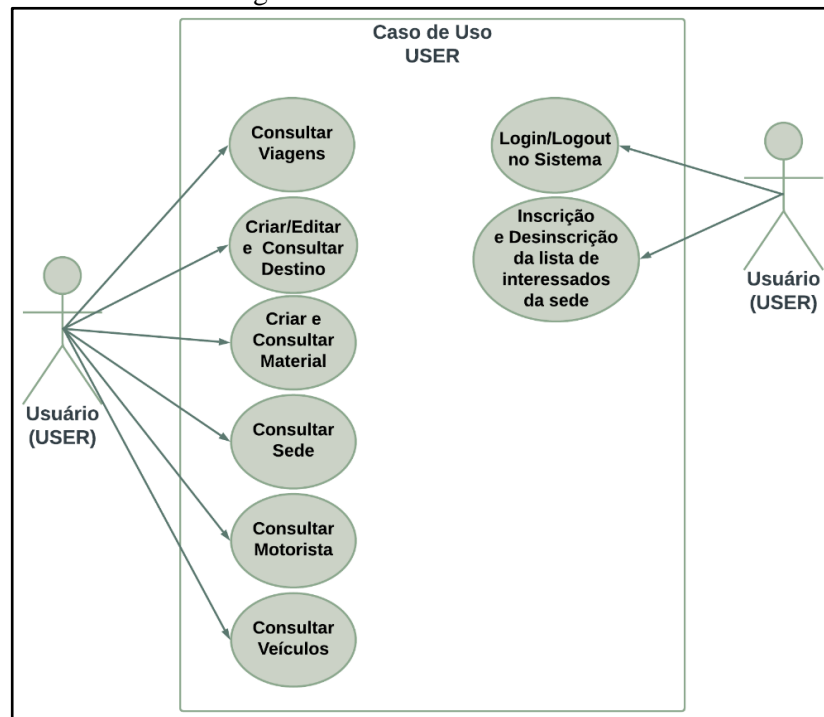 Caso de Uso
USER
Consultar
Viagens
Criar/Editar
e Consultar
Destino
Criar e
Consultar
Material
Consultar
Sede
Consultar
Motorista
Consultar
Veículos
Usuário
(USER)
Login/Logout
no Sistema
Inscrição
e Desinscrição
da lista de
interessados
da sede
Usuário
(USER)